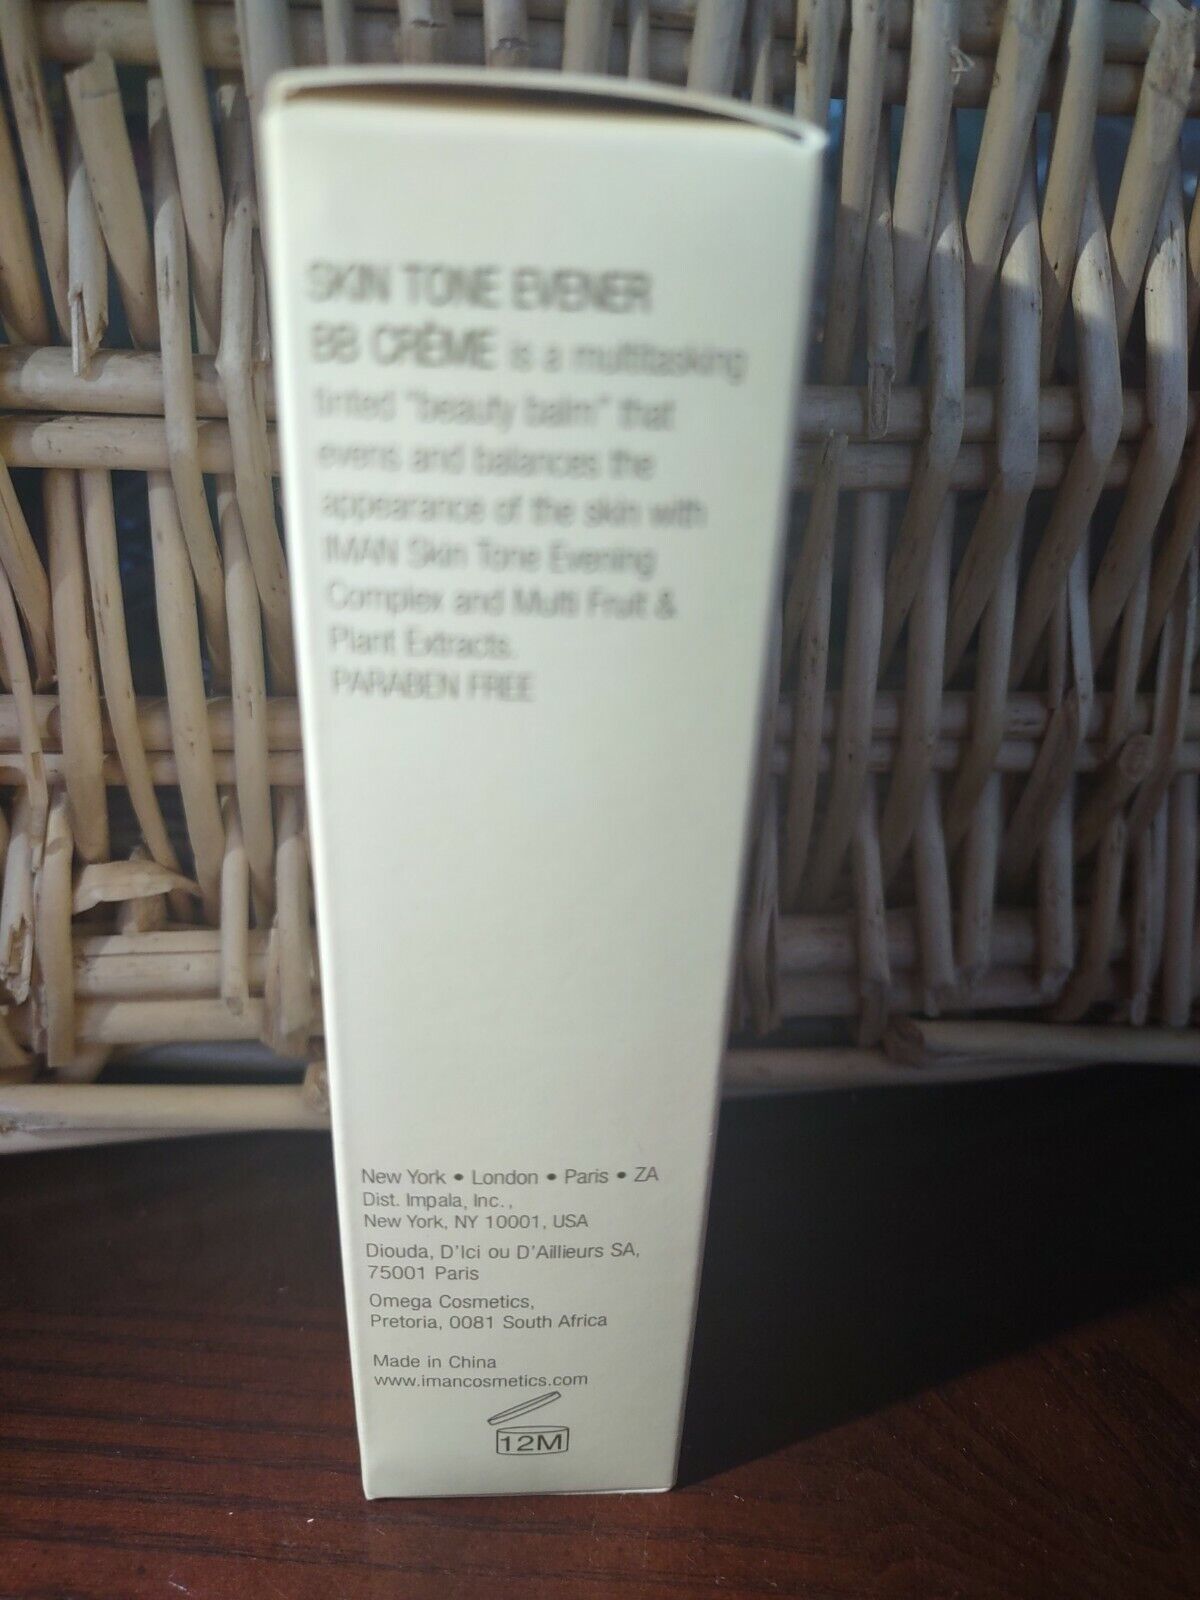 SKIN TONE EVENER
BB CRÈME is a multitasking
tinted "beauty balm" that
evens and balances the
appearance of the skin with
IMAN Skin Tone Evening
Complex and Multi Fruit &
Plant Extracts.
PARABEN FREE
New York • London • Paris • ZA
Dist. Impala, Inc.,
New York, NY 10001, USA
Diouda, D'Ici ou D'Aillieurs SA,
75001 Paris
Omega Cosmetics,
Pretoria, 0081 South Africa
Made in China
www.imancosmetics.com
12M